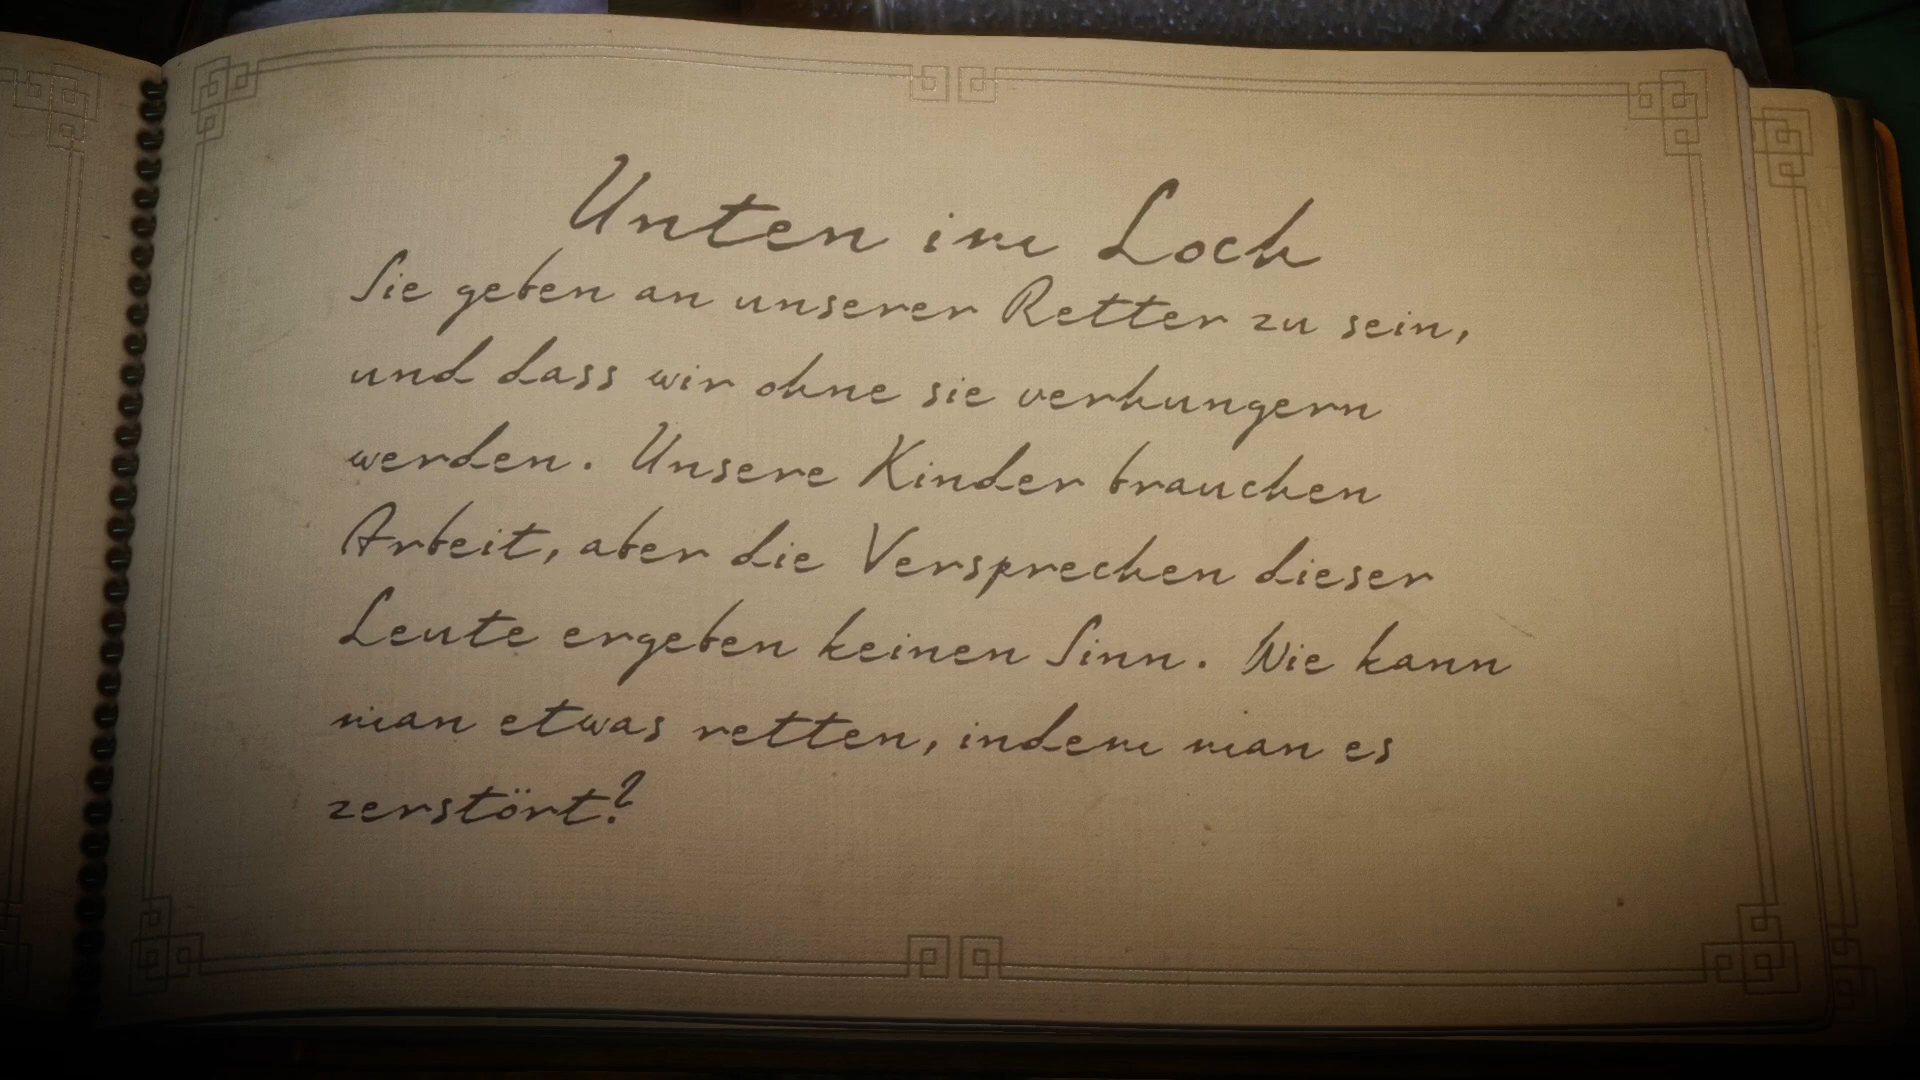 Unten im Loch
Sie geben an unserer Retter zu sein,
und dass wir ohne sie verhungern
werden. Unsere Kinder brauchen
Arbeit, aber die Versprechen dieser
Leute ergeben keinen Sinn. Wie kann
man etwas retten, indem man es
zerstört?